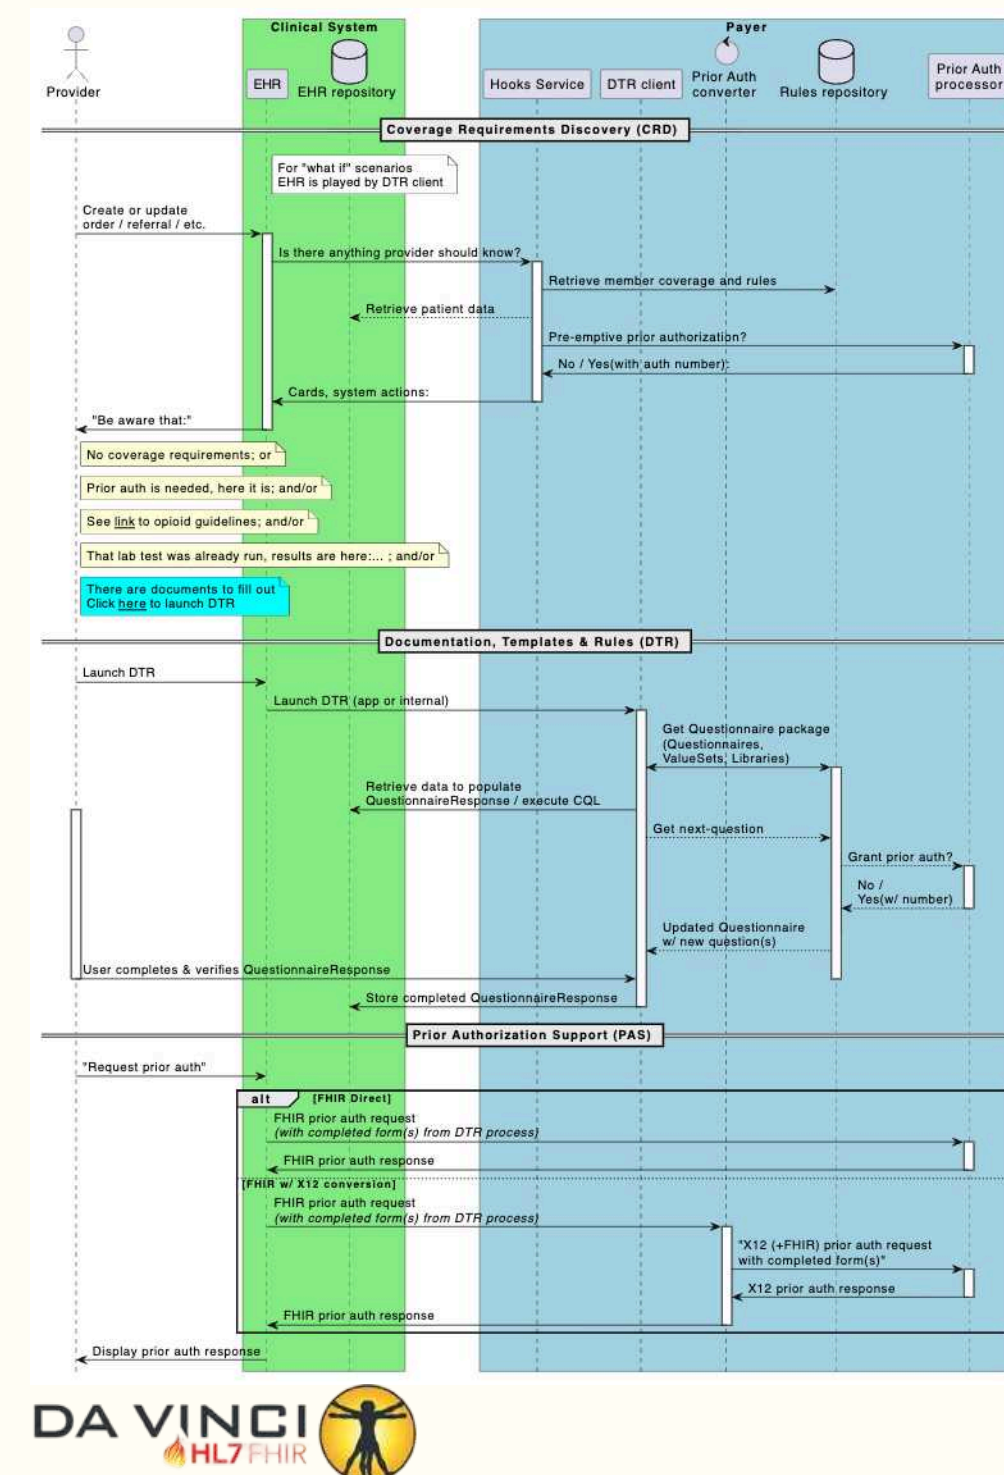 Clinical System
Payer
Provider
EHR
EHR repository
Hooks Service
DTR client
Prior Auth
converter
Rules repository
Prior Auth
processor
Coverage Requirements Discovery (CRD)
For "what if" scenarios
EHR is played by DTR client
Create or update
order / referral / etc.
Is there anything provider should know?
Retrieve member coverage and rules
Retrieve patient data
Pre-emptive prior authorization?
No / Yes(with auth number):
Cards, system actions:
"Be aware that:"
No coverage requirements; or
Prior auth is needed, here it is; and/or
See link to opioid guidelines; and/or
That lab test was already run, results are here:... ; and/or
There are documents to fill out
Click here to launch DTR
Documentation, Templates & Rules (DTR)
Launch DTR
Launch DTR (app or internal)
Get Questionnaire package
(Questionnaires,
ValueSets, Libraries)
Retrieve data to populate
QuestionnaireResponse / execute CQL
Get next-question
Grant prior auth?
No /
Yes(w/ number)
Updated Questionnaire
w/ new question(s)
User completes & verifies QuestionnaireResponse
Store completed QuestionnaireResponse
Prior Authorization Support (PAS)
"Request prior auth"
alt [FHIR Direct]
FHIR prior auth request
(with completed form(s) from DTR process)
FHIR prior auth response
[FHIR w/ X12 conversion]
FHIR prior auth request
(with completed form(s) from DTR process)
"X12 (+FHIR) prior auth request
with completed form(s)"
X12 prior auth response
FHIR prior auth response
Display prior auth response
DA VINCI
HL7 FHIR